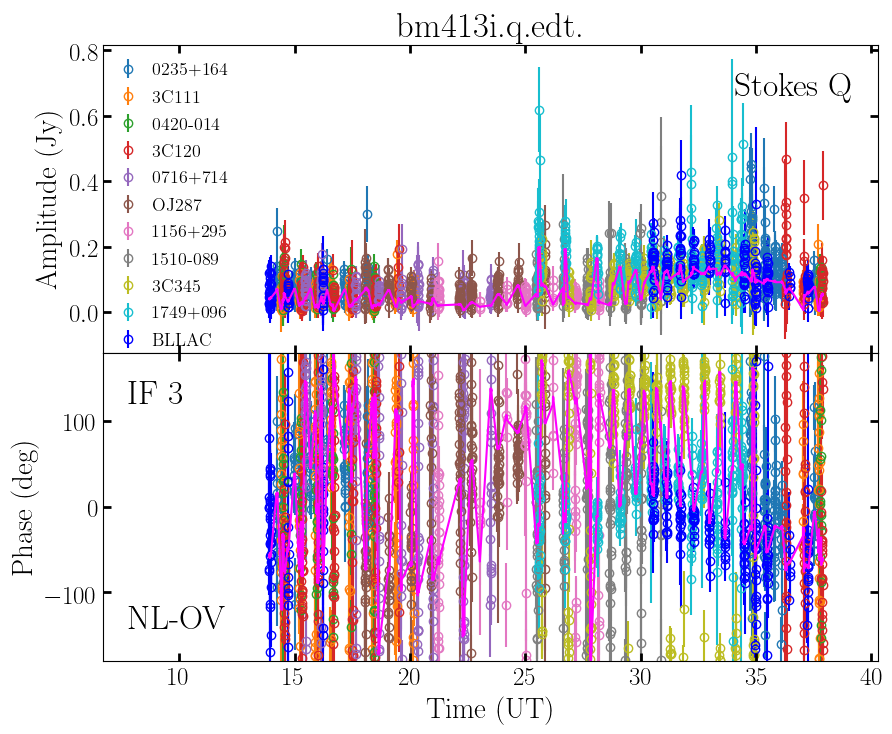 bm413i.q.edt.
Stokes Q
Amplitude (Jy)
0.8
0.6
0.4
0.2
0.0
0235+164
3C111
0420-014
3C120
0716+714
OJ287
1156+295
1510-089
3C345
1749+096
BLLAC
IF 3
NL-OV
Phase (deg)
100
0
−100
10 15 20 25 30 35 40
Time (UT)